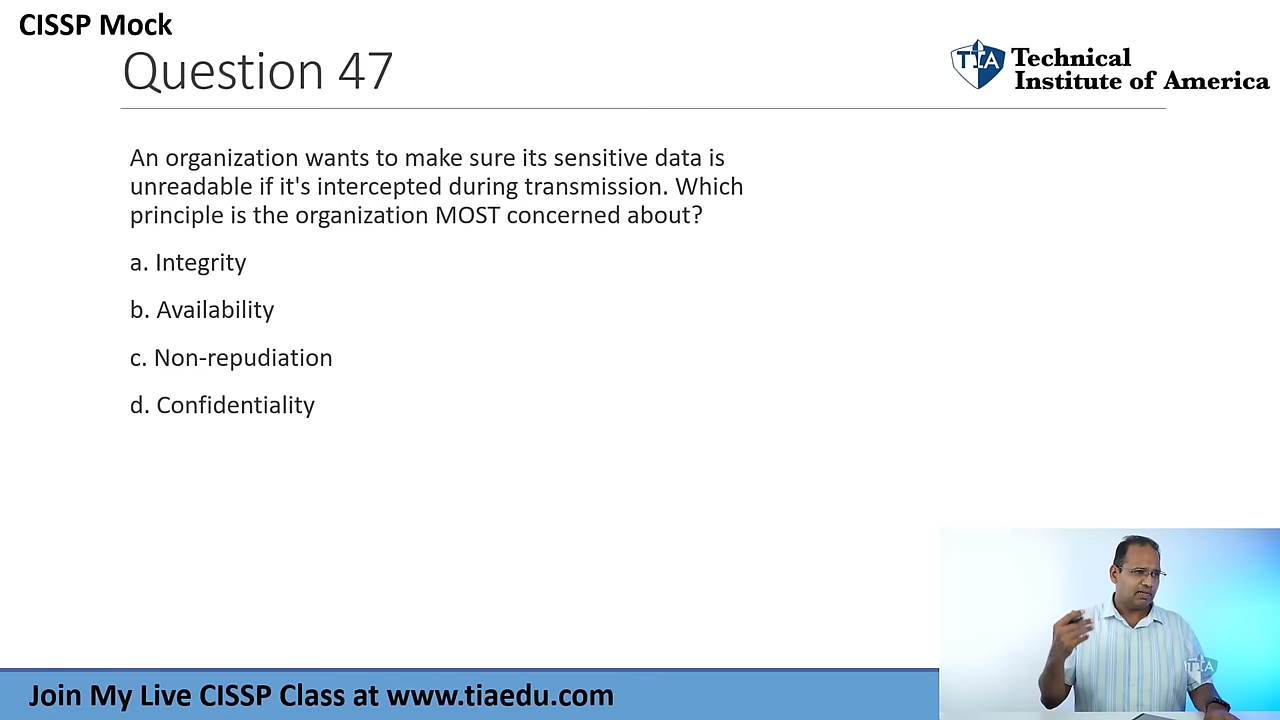 CISSP Mock
Question 47
TIA Technical
Institute of America
An organization wants to make sure its sensitive data is
unreadable if it's intercepted during transmission. Which
principle is the organization MOST concerned about?
a. Integrity
b. Availability
c. Non-repudiation
d. Confidentiality
TIA
Join My Live CISSP Class at www.tiaedu.com